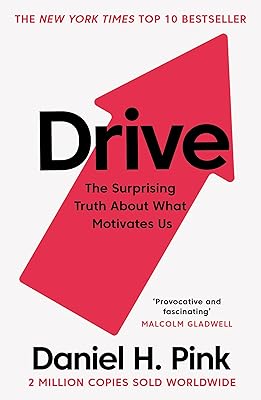 THE NEW YORK TIMES TOP 10 BESTSELLER
Drive
The Surprising
Truth About What
Motivates Us
'Provocative and
fascinating'
MALCOLM GLADWELL
Daniel H. Pink
2 MILLION COPIES SOLD WORLDWIDE